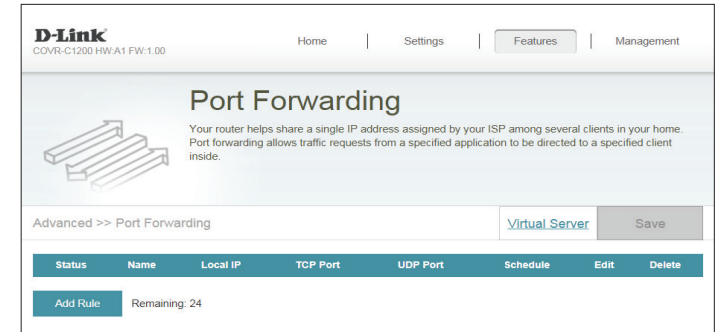 D-Link
COVR-C1200 HW:A1 FW:1.00
Home | Settings | Features | Management
Port Forwarding
Your router helps share a single IP address assigned by your ISP among several clients in your home.
Port forwarding allows traffic requests from a specified application to be directed to a specified client
inside.
Advanced >> Port Forwarding Virtual Server Save
Status Name Local IP TCP Port UDP Port Schedule Edit Delete
Add Rule Remaining: 24